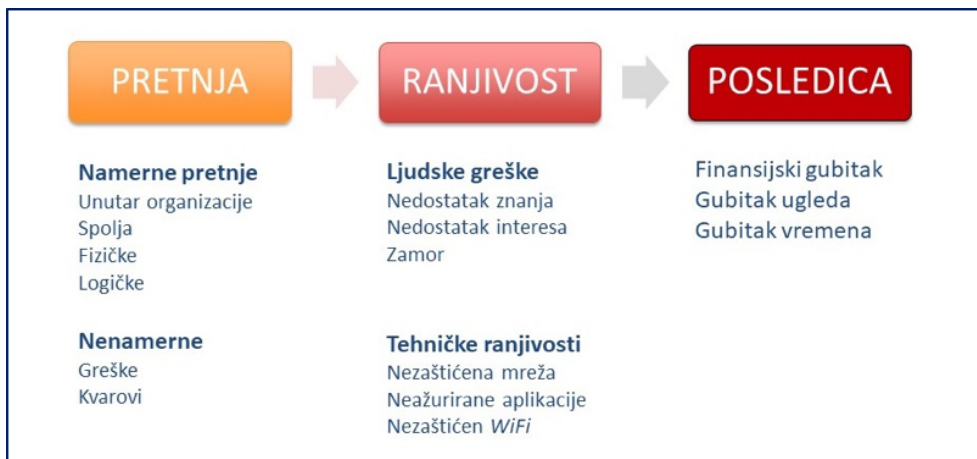 PRETNJA
RANJIVOST
POSLEDICA
Namerne pretnje
Unutar organizacije
Spolja
Fizičke
Logičke
Nenamerne
Greške
Kvarovi
Ljudske greške
Nedostatak znanja
Nedostatak interesa
Zamor
Tehničke ranjivosti
Nezaštićena mreža
Neažurirane aplikacije
Nezaštićen WiFi
Finansijski gubitak
Gubitak ugleda
Gubitak vremena